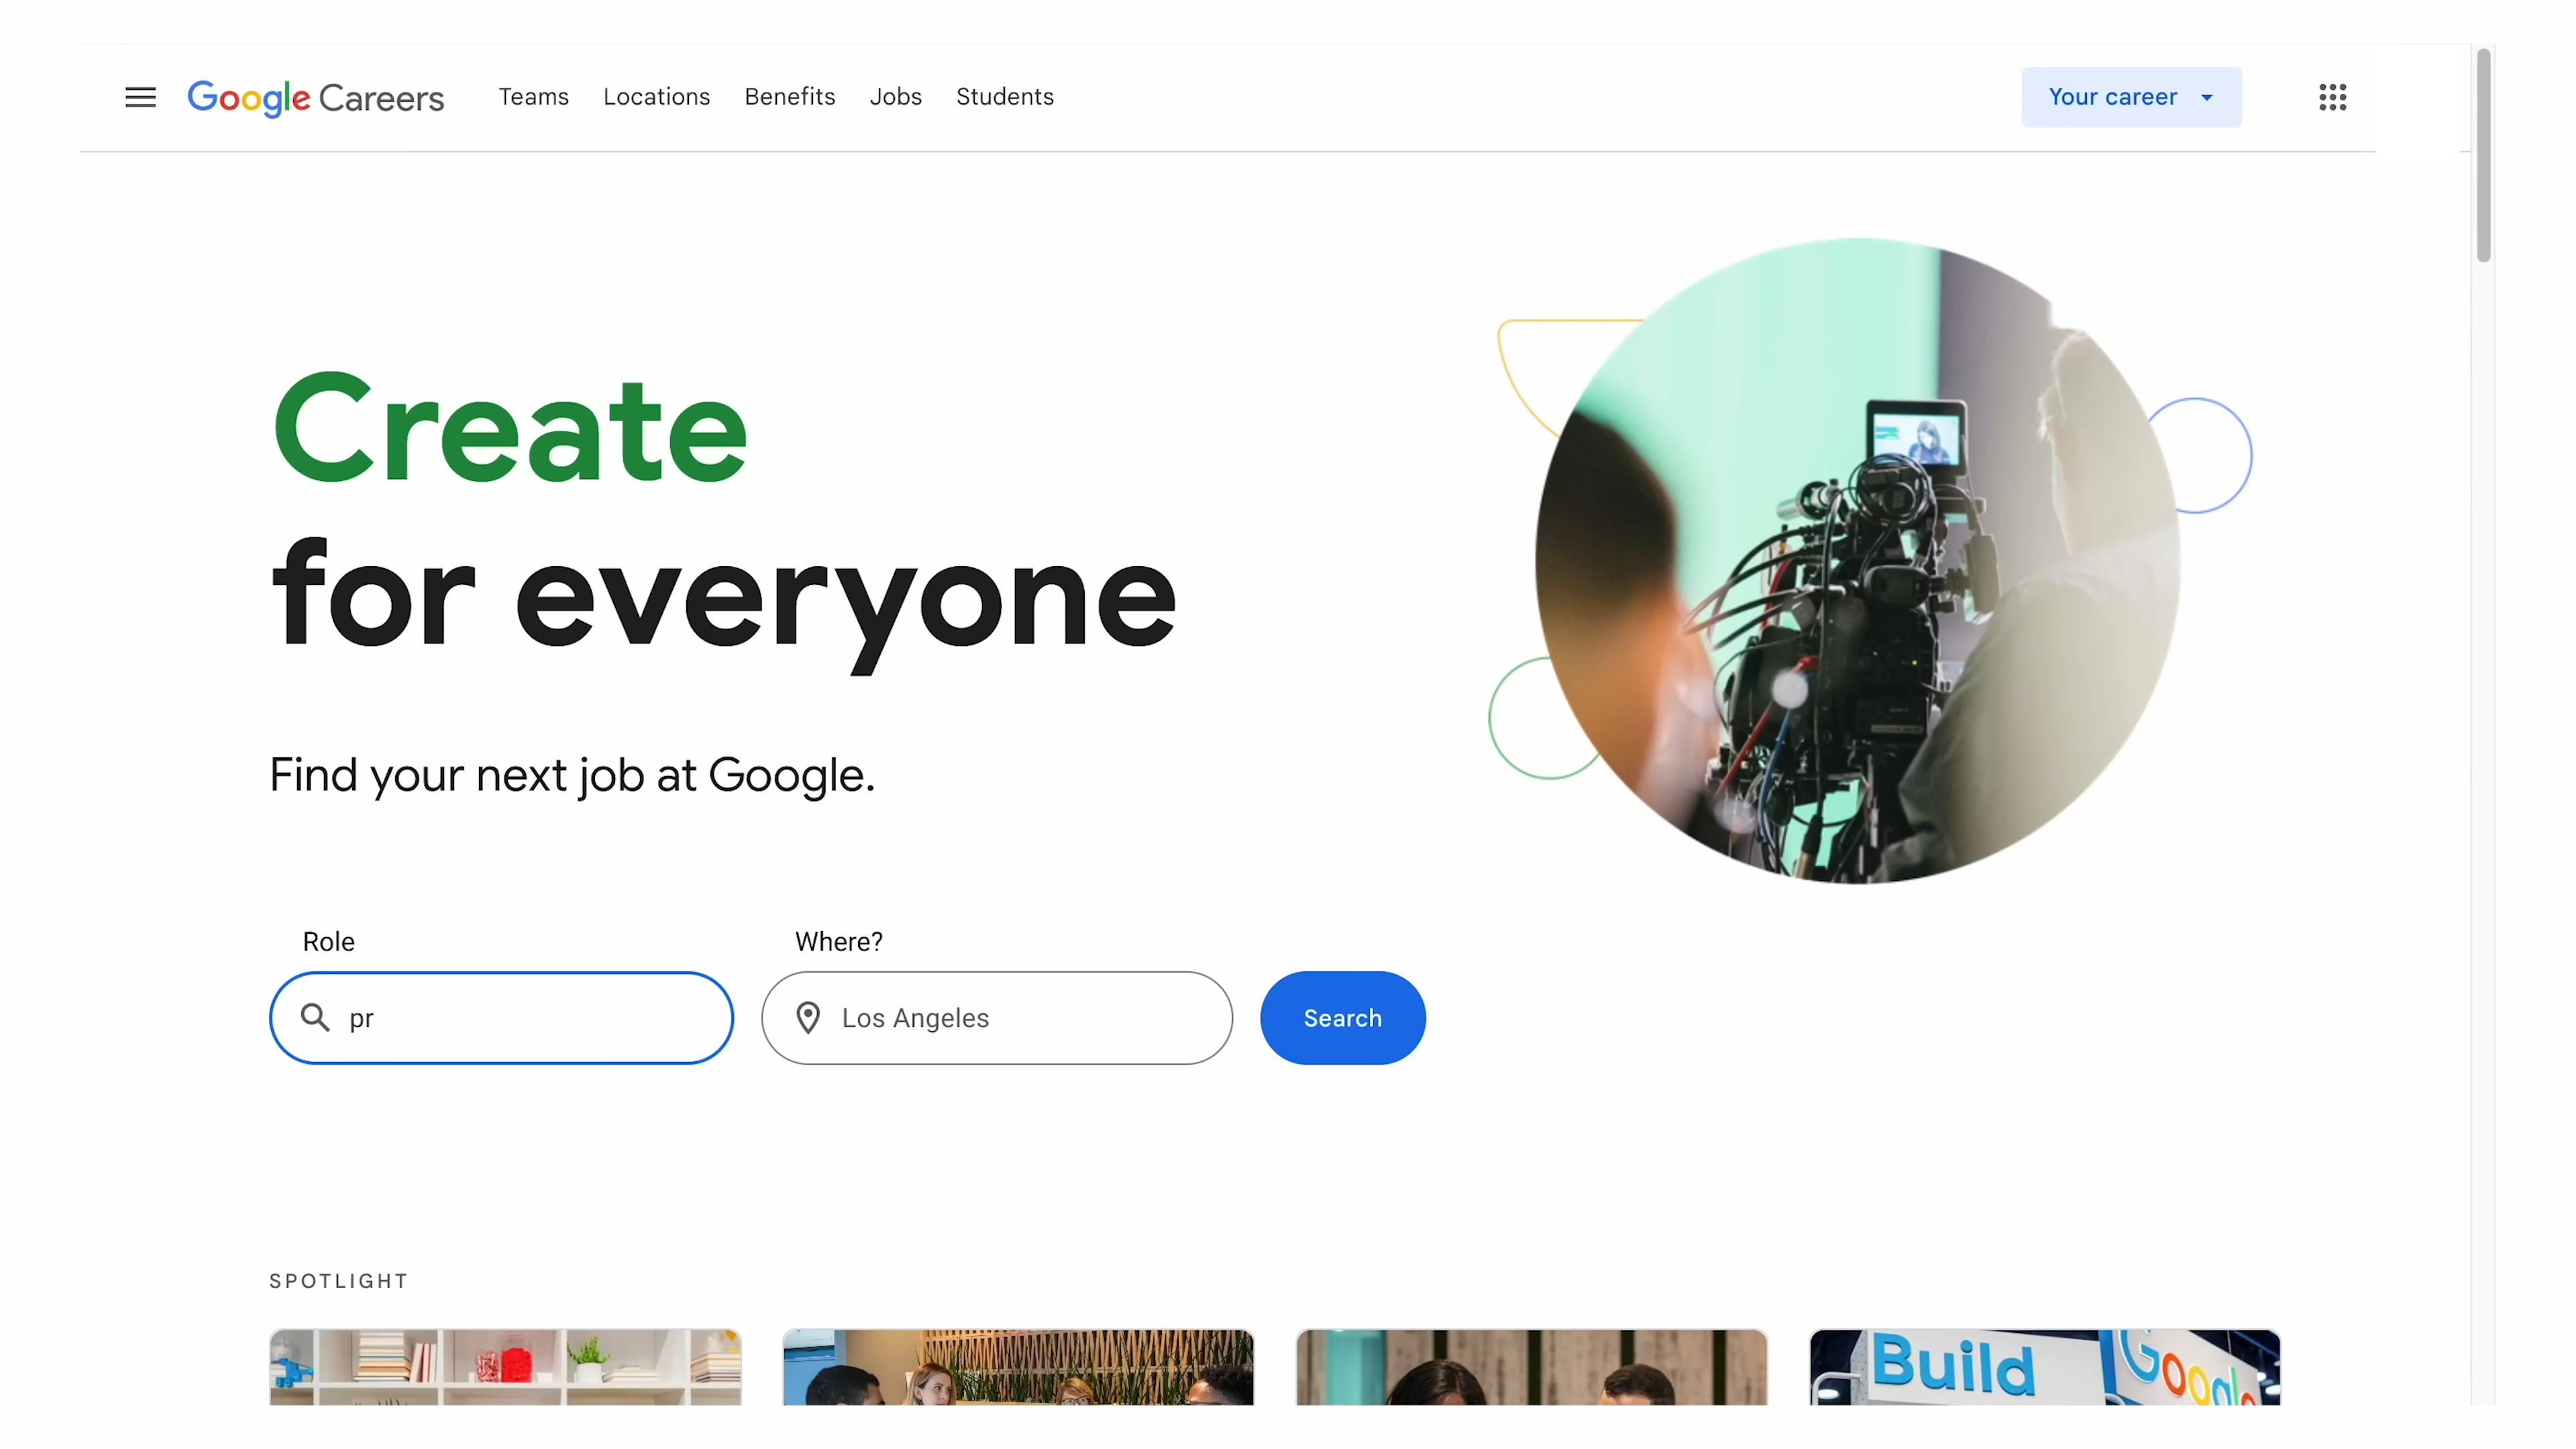 Google Careers Teams Locations Benefits Jobs Students Your career
Create
for everyone
Find your next job at Google.
Role Where?
pr Los Angeles Search
SPOTLIGHT
Build Google